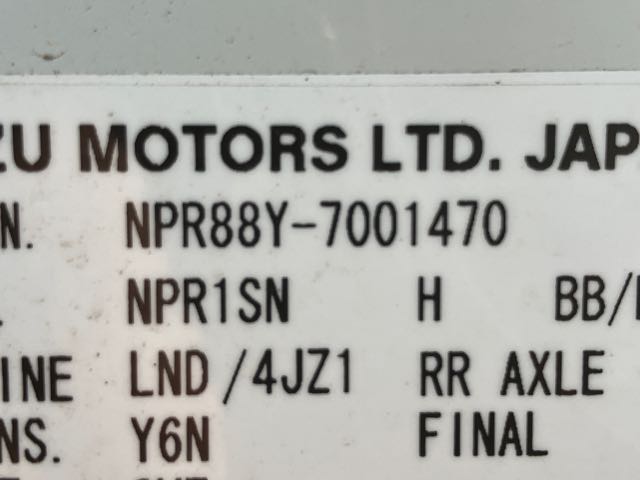 ZU MOTORS LTD. JAP
N. NPR88Y-7001470
. NPR1SN H BB/
INE LND/4JZ1 RR AXLE
NS. Y6N FINAL